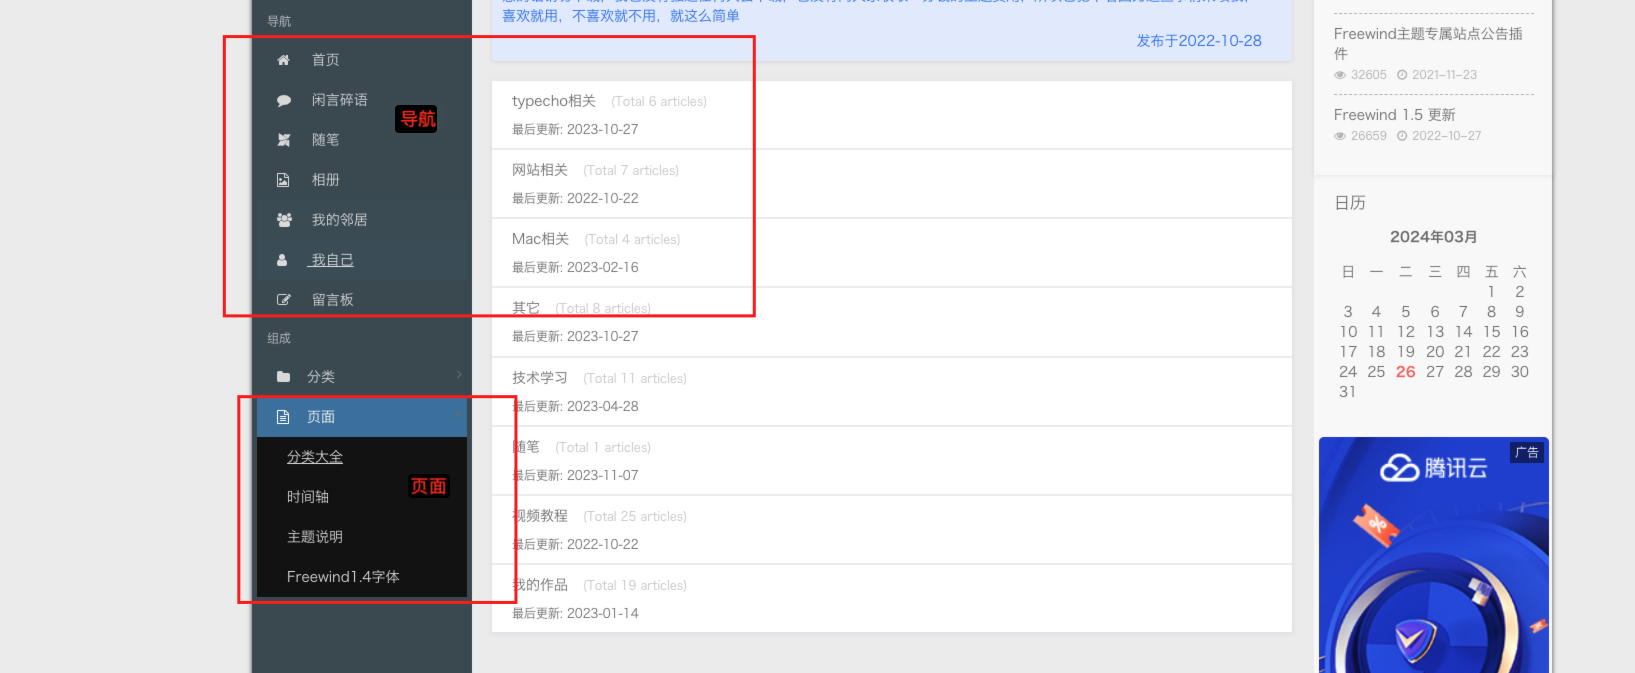 导航
首页
闲言碎语
导航
随笔
相册
我的邻居
我自己
留言板
组成
分类
页面
分类大全
页面
时间轴
主题说明
Freewind1.4字体
喜欢就用，不喜欢就不用，就这么简单
发布于2022-10-28
typecho相关 (Total 6 articles)
最后更新: 2023-10-27
网站相关 (Total 7 articles)
最后更新: 2022-10-22
Mac相关 (Total 4 articles)
最后更新: 2023-02-16
其它 (Total 8 articles)
最后更新: 2023-10-27
技术学习 (Total 11 articles)
最后更新: 2023-04-28
随笔 (Total 1 articles)
最后更新: 2023-11-07
视频教程 (Total 25 articles)
最后更新: 2022-10-22
我的作品 (Total 19 articles)
最后更新: 2023-01-14
Freewind主题专属站点公告插
件
32605 2021-11-23
Freewind 1.5 更新
26659 2022-10-27
日历
2024年03月
日 一 二 三 四 五 六
1 2
3 4 5 6 7 8 9
10 11 12 13 14 15 16
17 18 19 20 21 22 23
24 25 26 27 28 29 30
31
广告
腾讯云